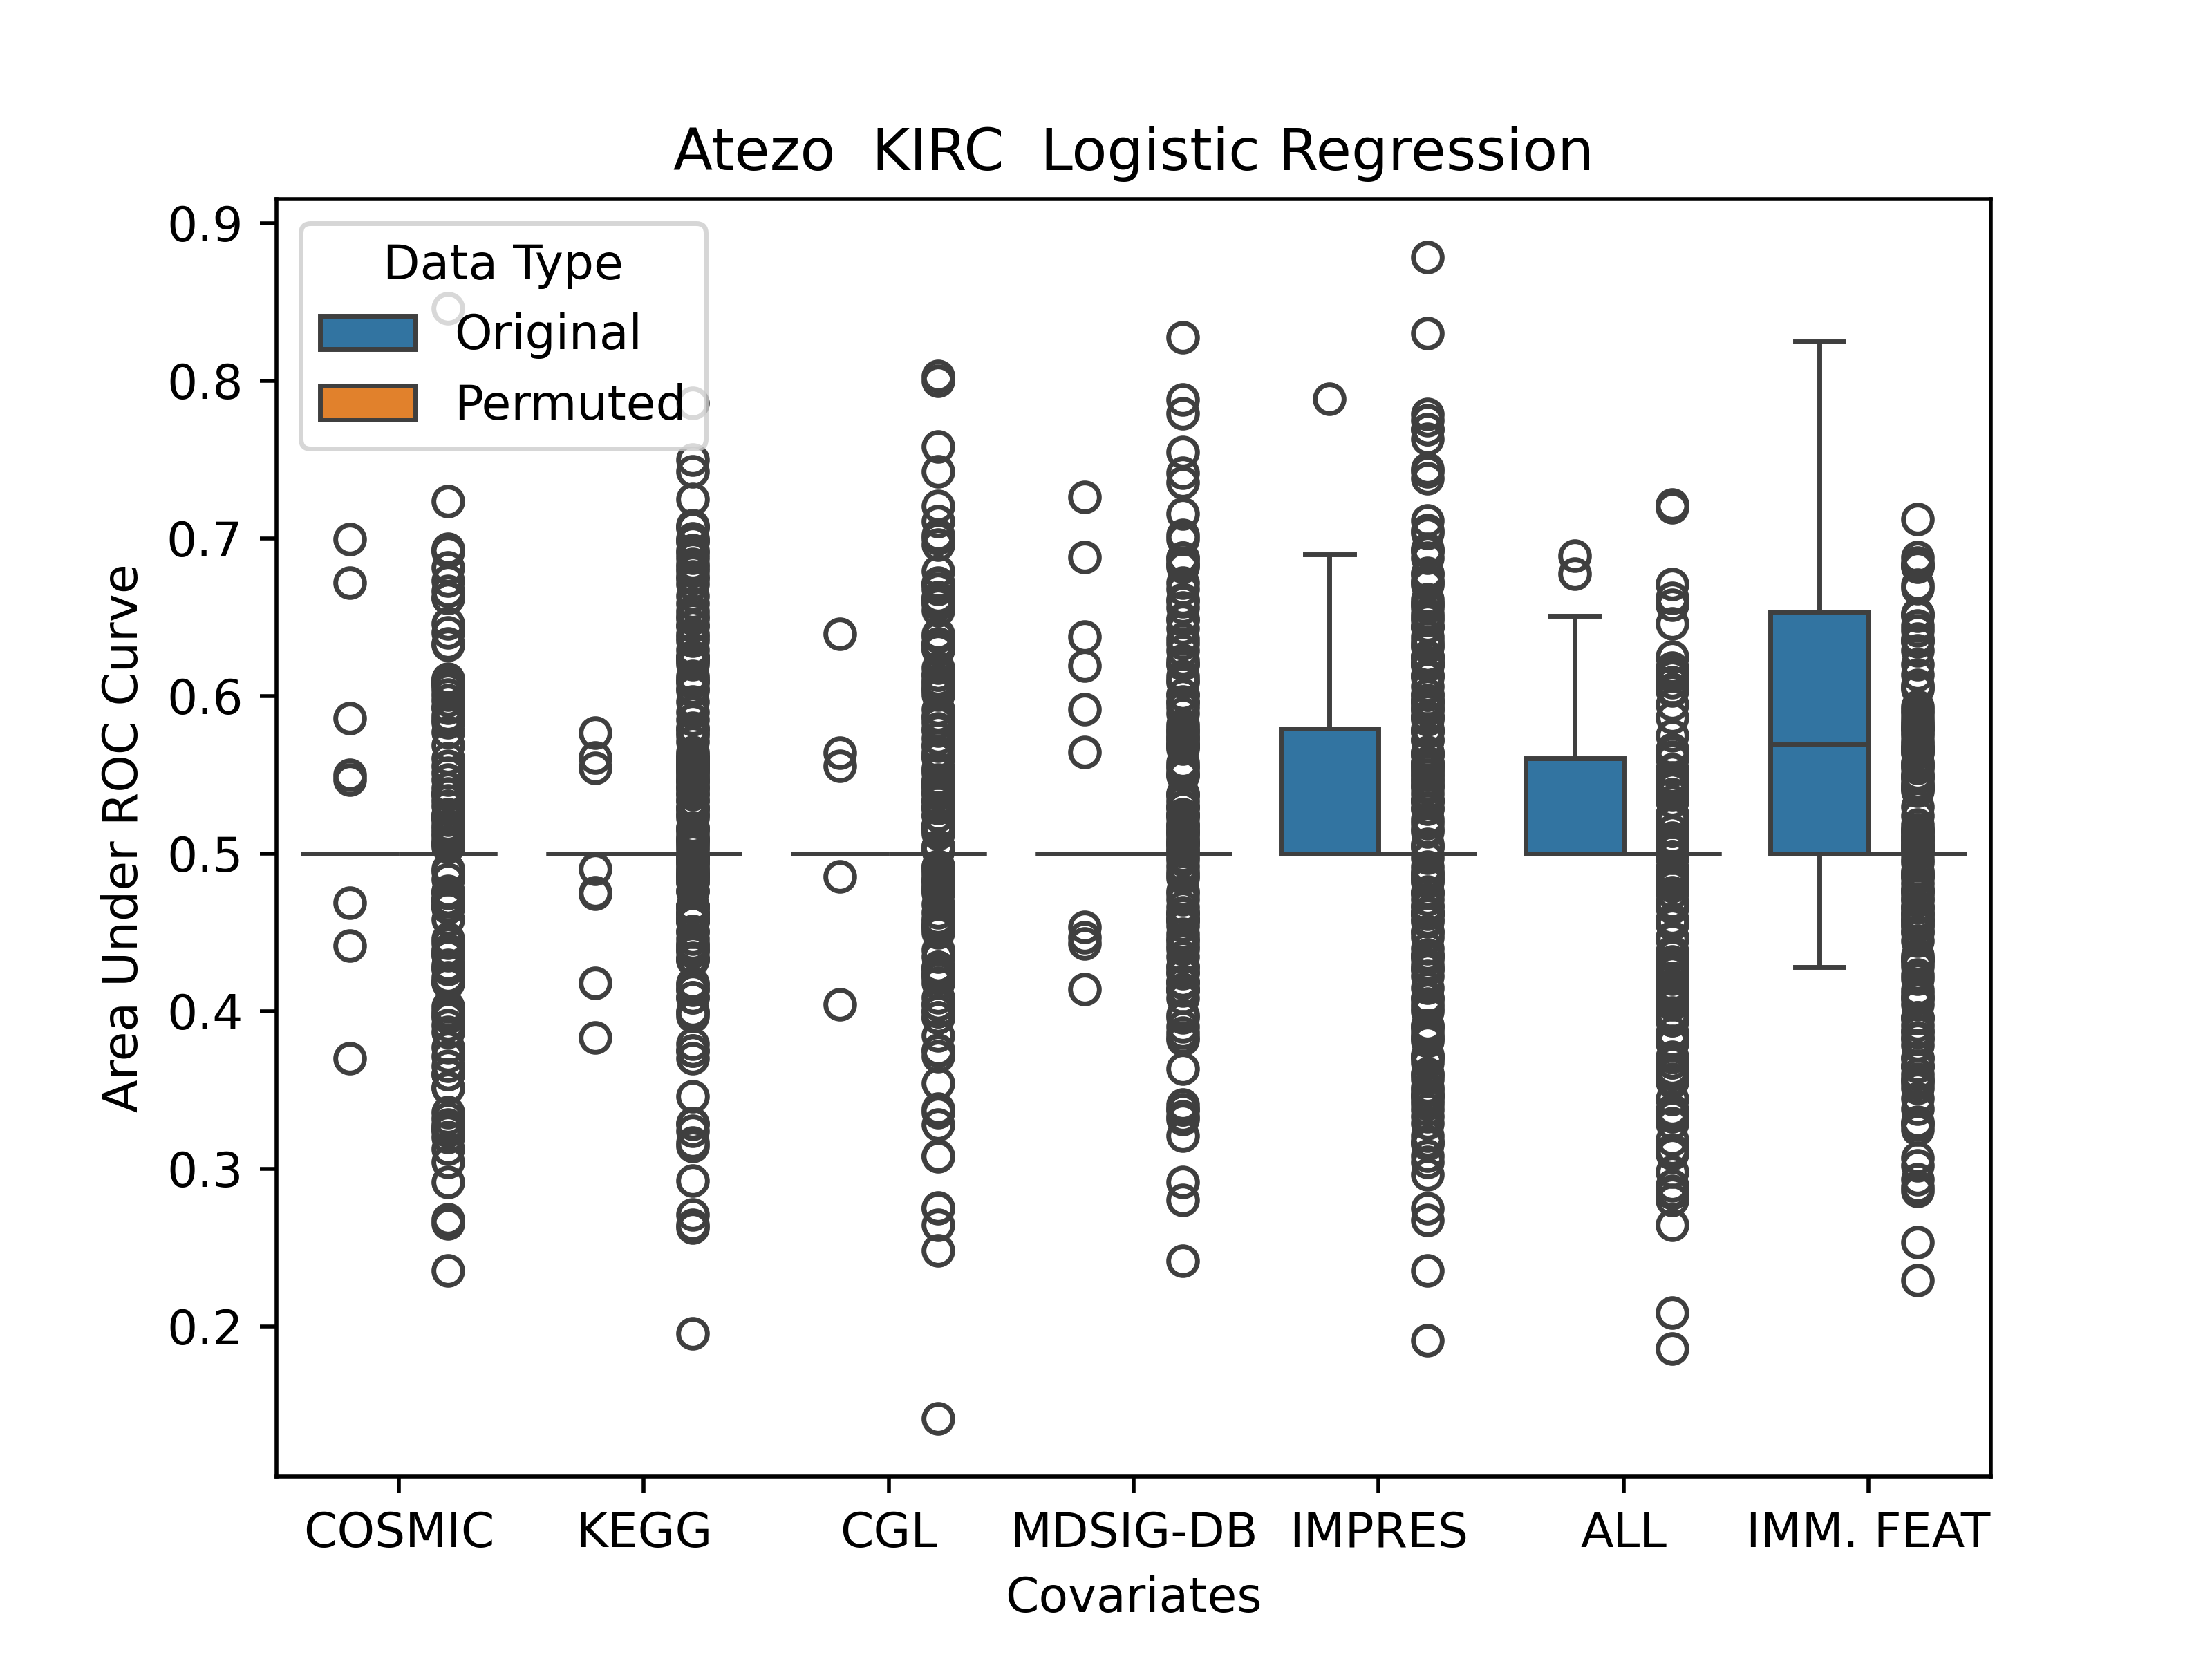 Atezo  KIRC  Logistic Regression
Data Type
Original
Permuted
Area Under ROC Curve
0.9
0.8
0.7
0.6
0.5
0.4
0.3
0.2
COSMIC KEGG CGL MDSIG-DB IMPRES ALL IMM. FEAT
Covariates